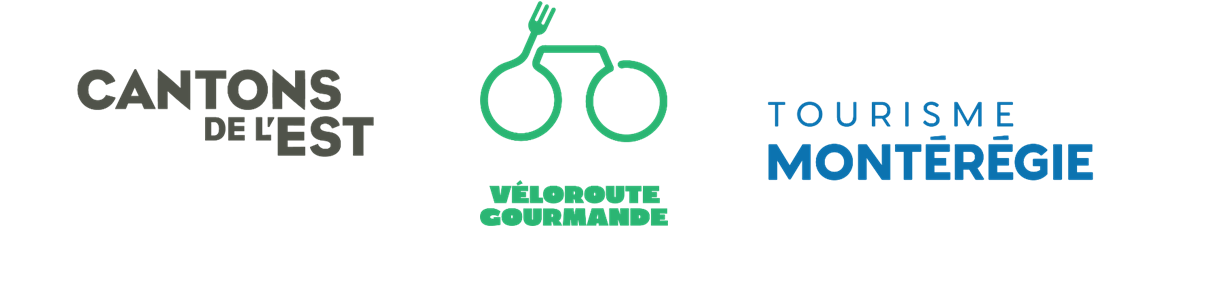 CANTONS
DE L'EST
VÉLOROUTE
GOURMANDE
TOURISME
MONTÉRÉGIE